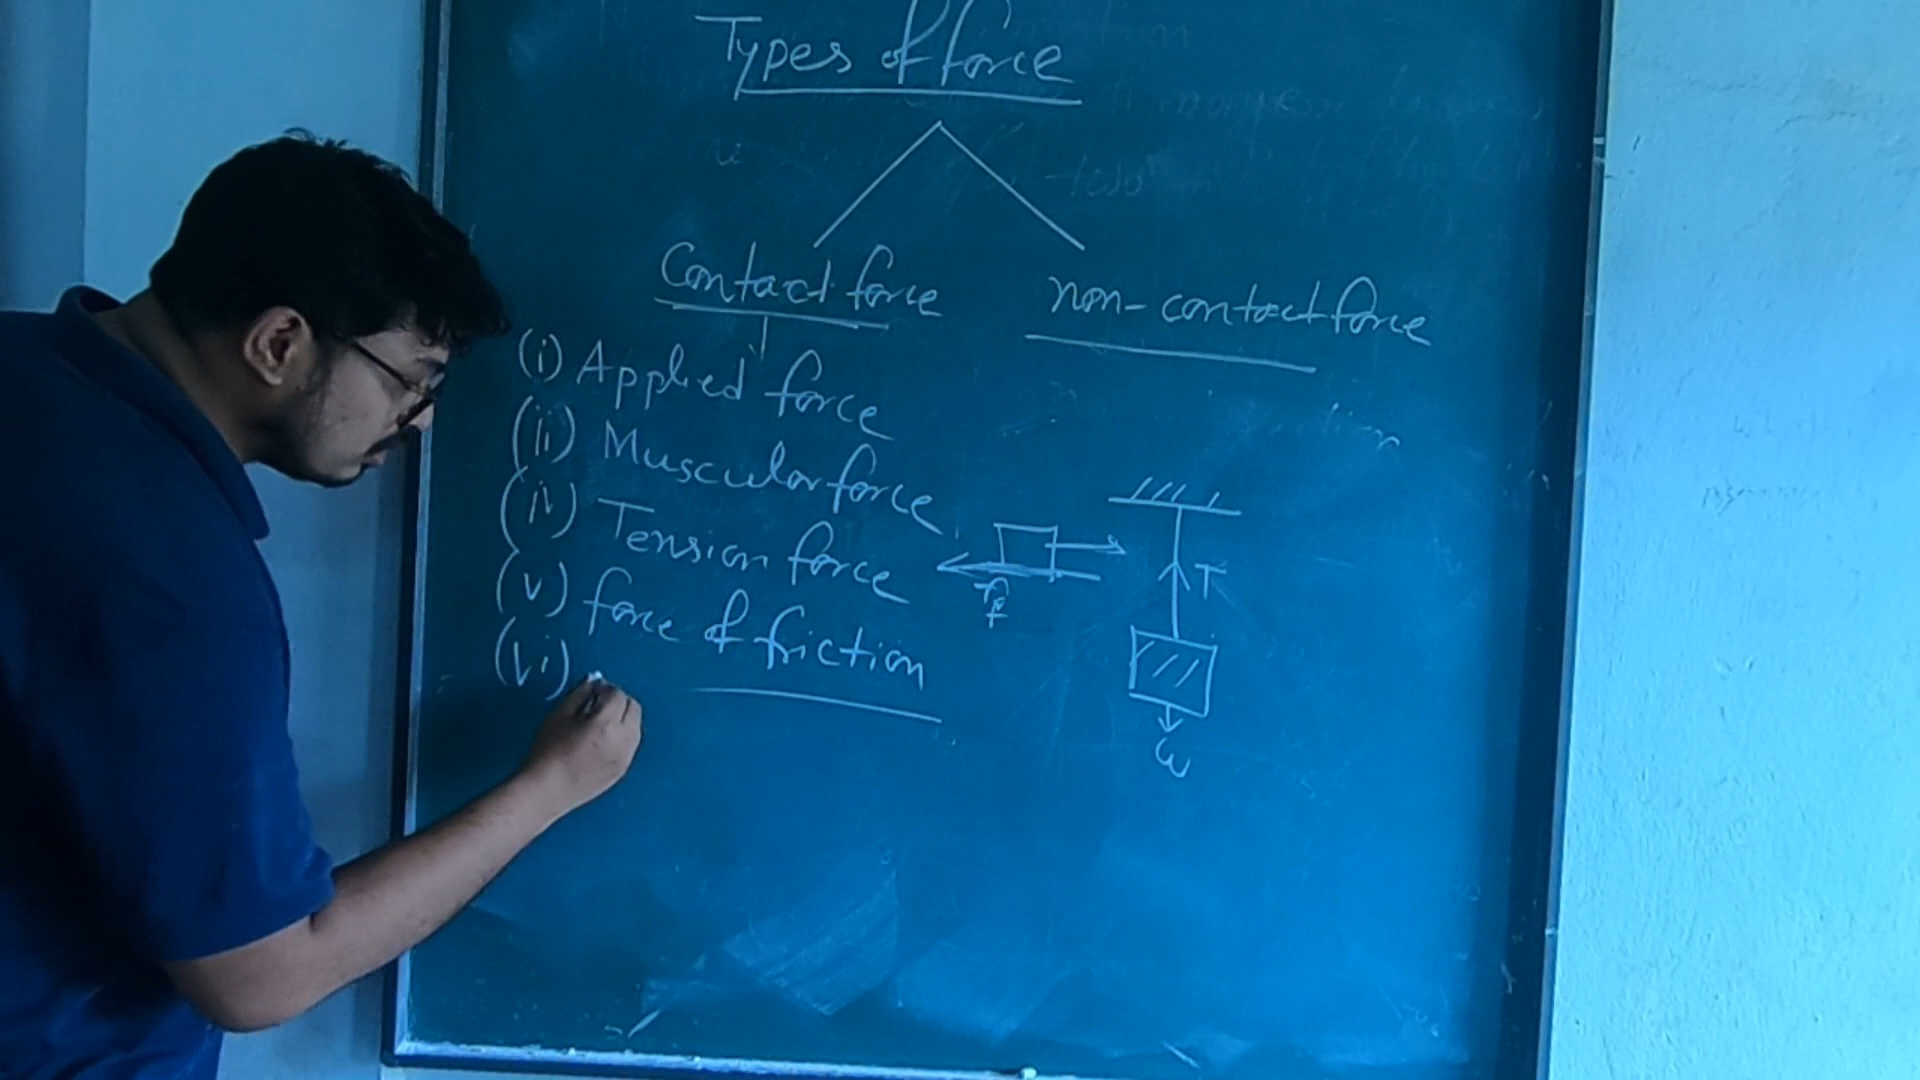 Types of force
Contact force
non-contact force
(i) Applied force
(ii) Muscular force
(iv) Tension force
(v) force of friction
(vi)
T
W